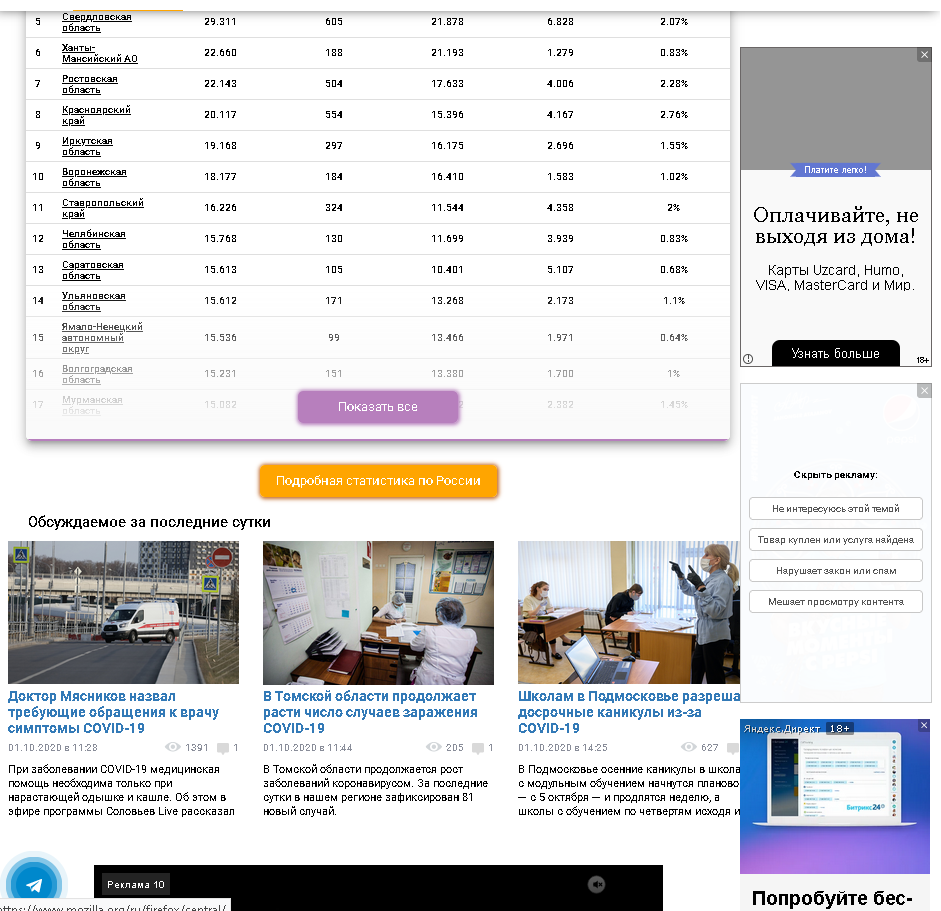 5 Свердловская область 29.311 605 21.878 6.828 2.07%
6 Ханты-Мансийский АО 22.660 188 21.193 1.279 0.83%
7 Ростовская область 22.143 504 17.633 4.006 2.28%
8 Красноярский край 20.117 554 15.396 4.167 2.76%
9 Иркутская область 19.168 297 16.175 2.696 1.55%
10 Воронежская область 18.177 184 16.410 1.583 1.02%
11 Ставропольский край 16.226 324 11.544 4.358 2%
12 Челябинская область 15.768 130 11.699 3.939 0.83%
13 Саратовская область 15.613 105 10.401 5.107 0.68%
14 Ульяновская область 15.612 171 13.268 2.173 1.1%
15 Ямало-Ненецкий автономный округ 15.536 99 13.466 1.971 0.64%
16 Волгоградская область 15.231 151 13.380 1.700 1%
17 Мурманская область 15.082 2.382 1.45%
Показать все
Подробная статистика по России
Обсуждаемое за последние сутки
Доктор Мясников назвал
требующие обращения к врачу
симптомы COVID-19
01.10.2020 в 11:28 1391 1
При заболевании COVID-19 медицинская
помощь необходима только при
нарастающей одышке и кашле. Об этом в
эфире программы Соловьев Live рассказал
В Томской области продолжает
расти число случаев заражения
COVID-19
01.10.2020 в 11:44 205 1
В Томской области продолжается рост
заболеваний коронавирусом. За последние
сутки в нашем регионе зафиксирован 81
новый случай.
Школам в Подмосковье разреша
досрочные каникулы из-за
COVID-19
01.10.2020 в 14:25 627
В Подмосковье осенние каникулы в школа
с модульным обучением начнутся планово
— с 5 октября — и продлятся неделю, а
школы с обучением по четвертям исходя и
Реклама 10
https://www.mozilla.org/ru/firefox/central/
Платите легко!
Оплачивайте, не
выходя из дома!
Карты Uzcard, Humo,
VISA, MasterCard и Мир.
Узнать больше
18+
Скрыть рекламу:
Не интересуюсь этой темой
Товар куплен или услуга найдена
Нарушает закон или спам
Мешает просмотру контента
Яндекс.Директ 18+
Битрикс24
Попробуйте бес-